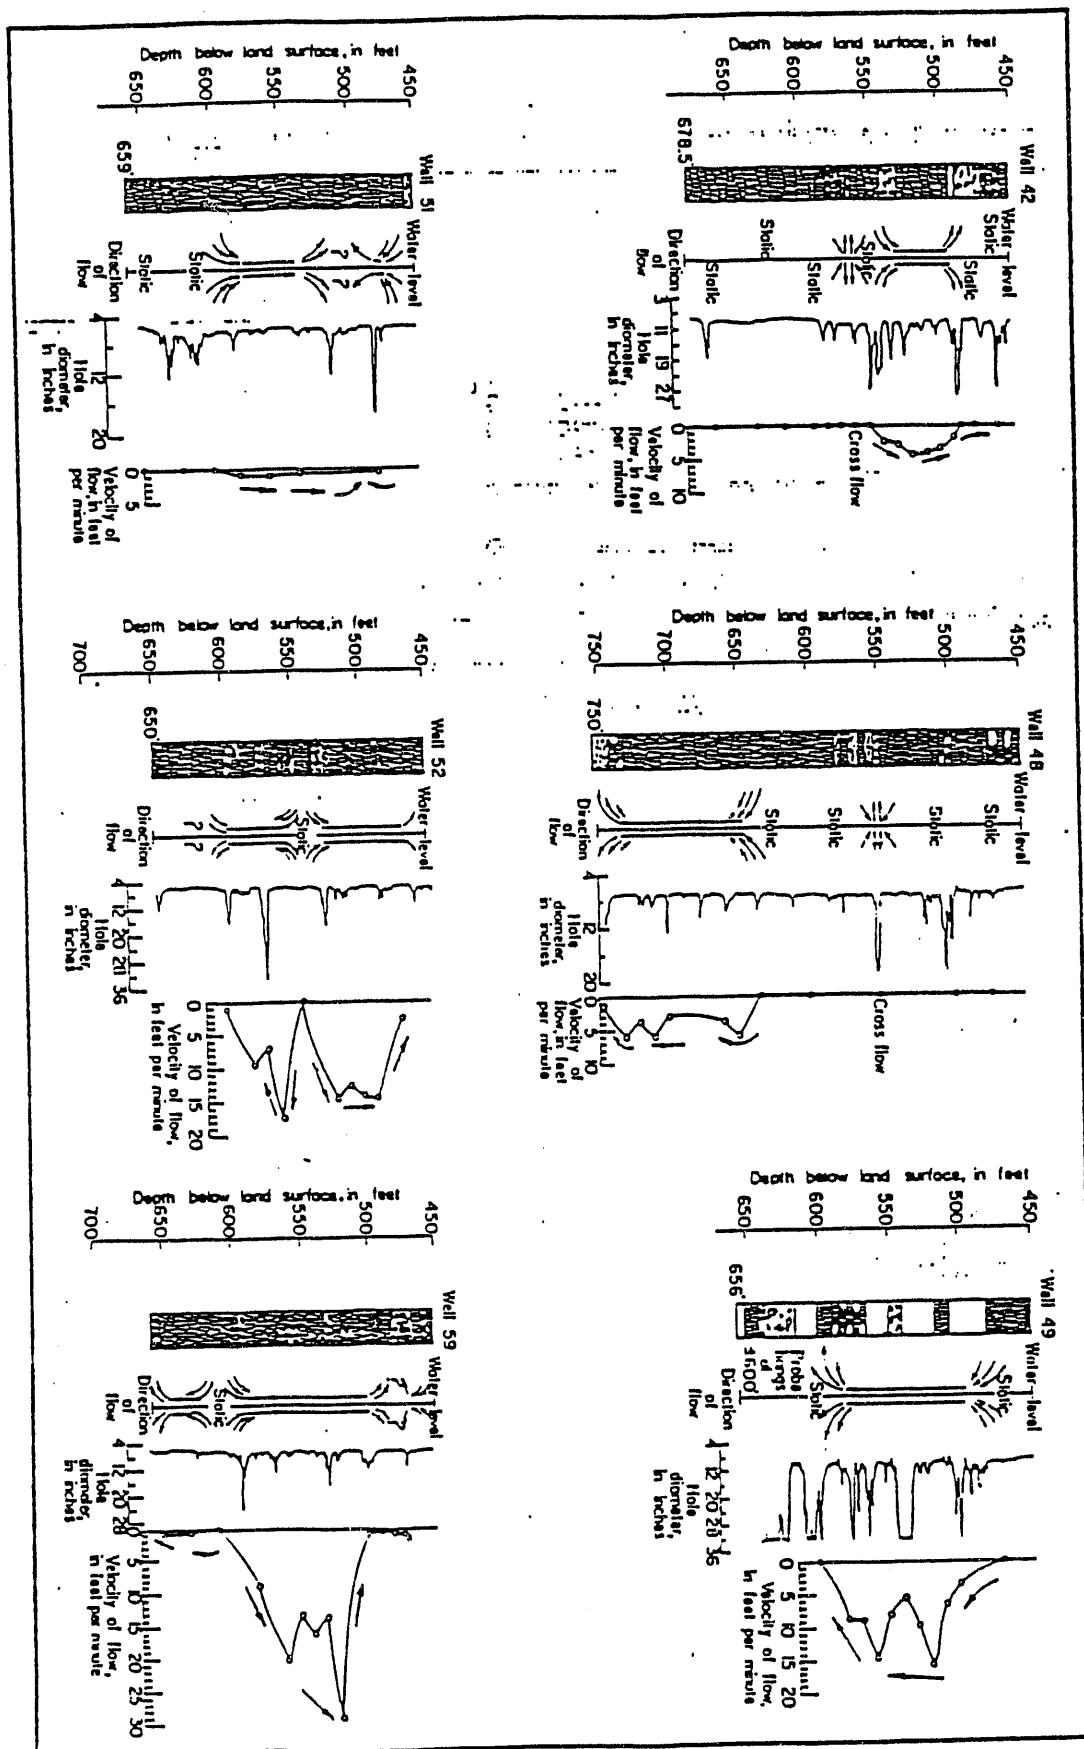 Depth below land surface, in feet
450
500
550
600
650
Well 42
678.5'
Water level
Static
Static
Static
Static
Static
Static
Direction of flow
3
11
19
27
Hole diameter, in inches
Cross flow
0
5
10
Velocity of flow, in feet per minute
Depth below land surface, in feet
450
500
550
600
650
700
750
Well 48
750'
Water level
Static
Static
Static
Static
Direction of flow
4
12
20
Hole diameter, in inches
Cross flow
0
5
10
Velocity of flow, in feet per minute
Depth below land surface, in feet
450
500
550
600
650
Well 49
656'
Water level
Static
Static
Probe hangs
Direction of flow
4
12
20
28
36
Hole diameter, in inches
0
5
10
15
20
Velocity of flow, in feet per minute
Depth below land surface, in feet
450
500
550
600
650
Well 51
659'
Water level
?
?
Static
Static
Direction of flow
4
12
20
Hole diameter, in inches
0
5
Velocity of flow, in feet per minute
Depth below land surface, in feet
450
500
550
600
650
700
Well 52
650'
Water level
Static
?
?
Direction of flow
4
12
20
28
36
Hole diameter, in inches
0
5
10
15
20
Velocity of flow, in feet per minute
Depth below land surface, in feet
450
500
550
600
650
700
Well 59
Water level
Static
Direction of flow
4
12
20
28
Hole diameter, in inches
0
5
10
15
20
25
30
Velocity of flow, in feet per minute